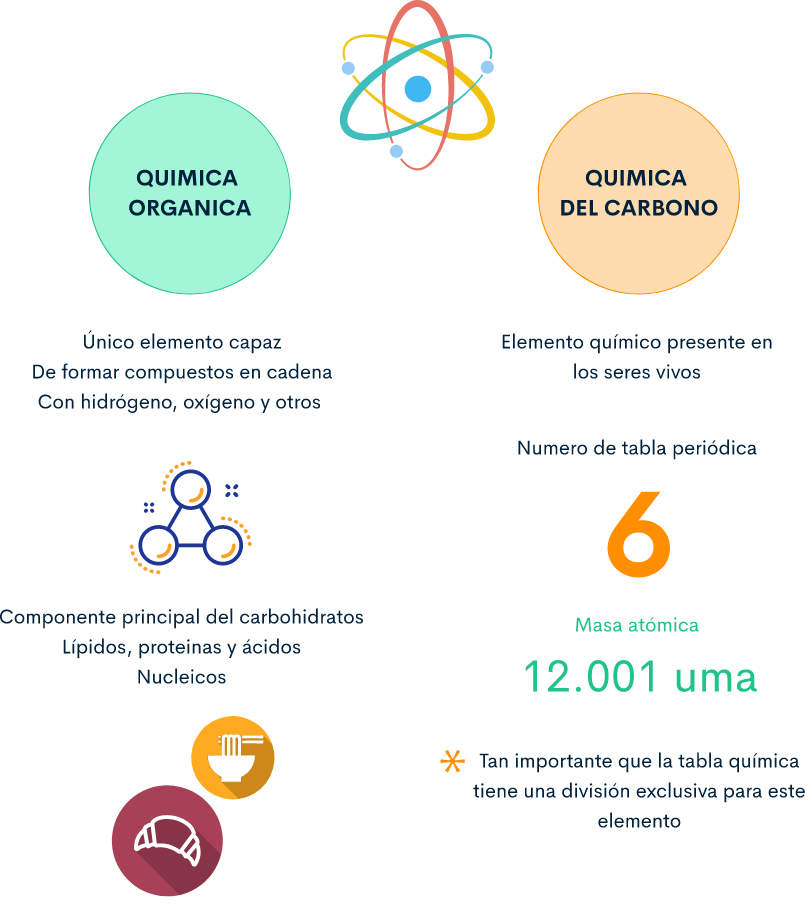 QUIMICA
ORGANICA
Único elemento capaz
De formar compuestos en cadena
Con hidrógeno, oxígeno y otros
Componente principal del carbohidratos
Lípidos, proteinas y ácidos
Nucleicos
QUIMICA
DEL CARBONO
Elemento químico presente en
los seres vivos
Numero de tabla periódica
6
Masa atómica
12.001 uma
Tan importante que la tabla química
tiene una división exclusiva para este
elemento